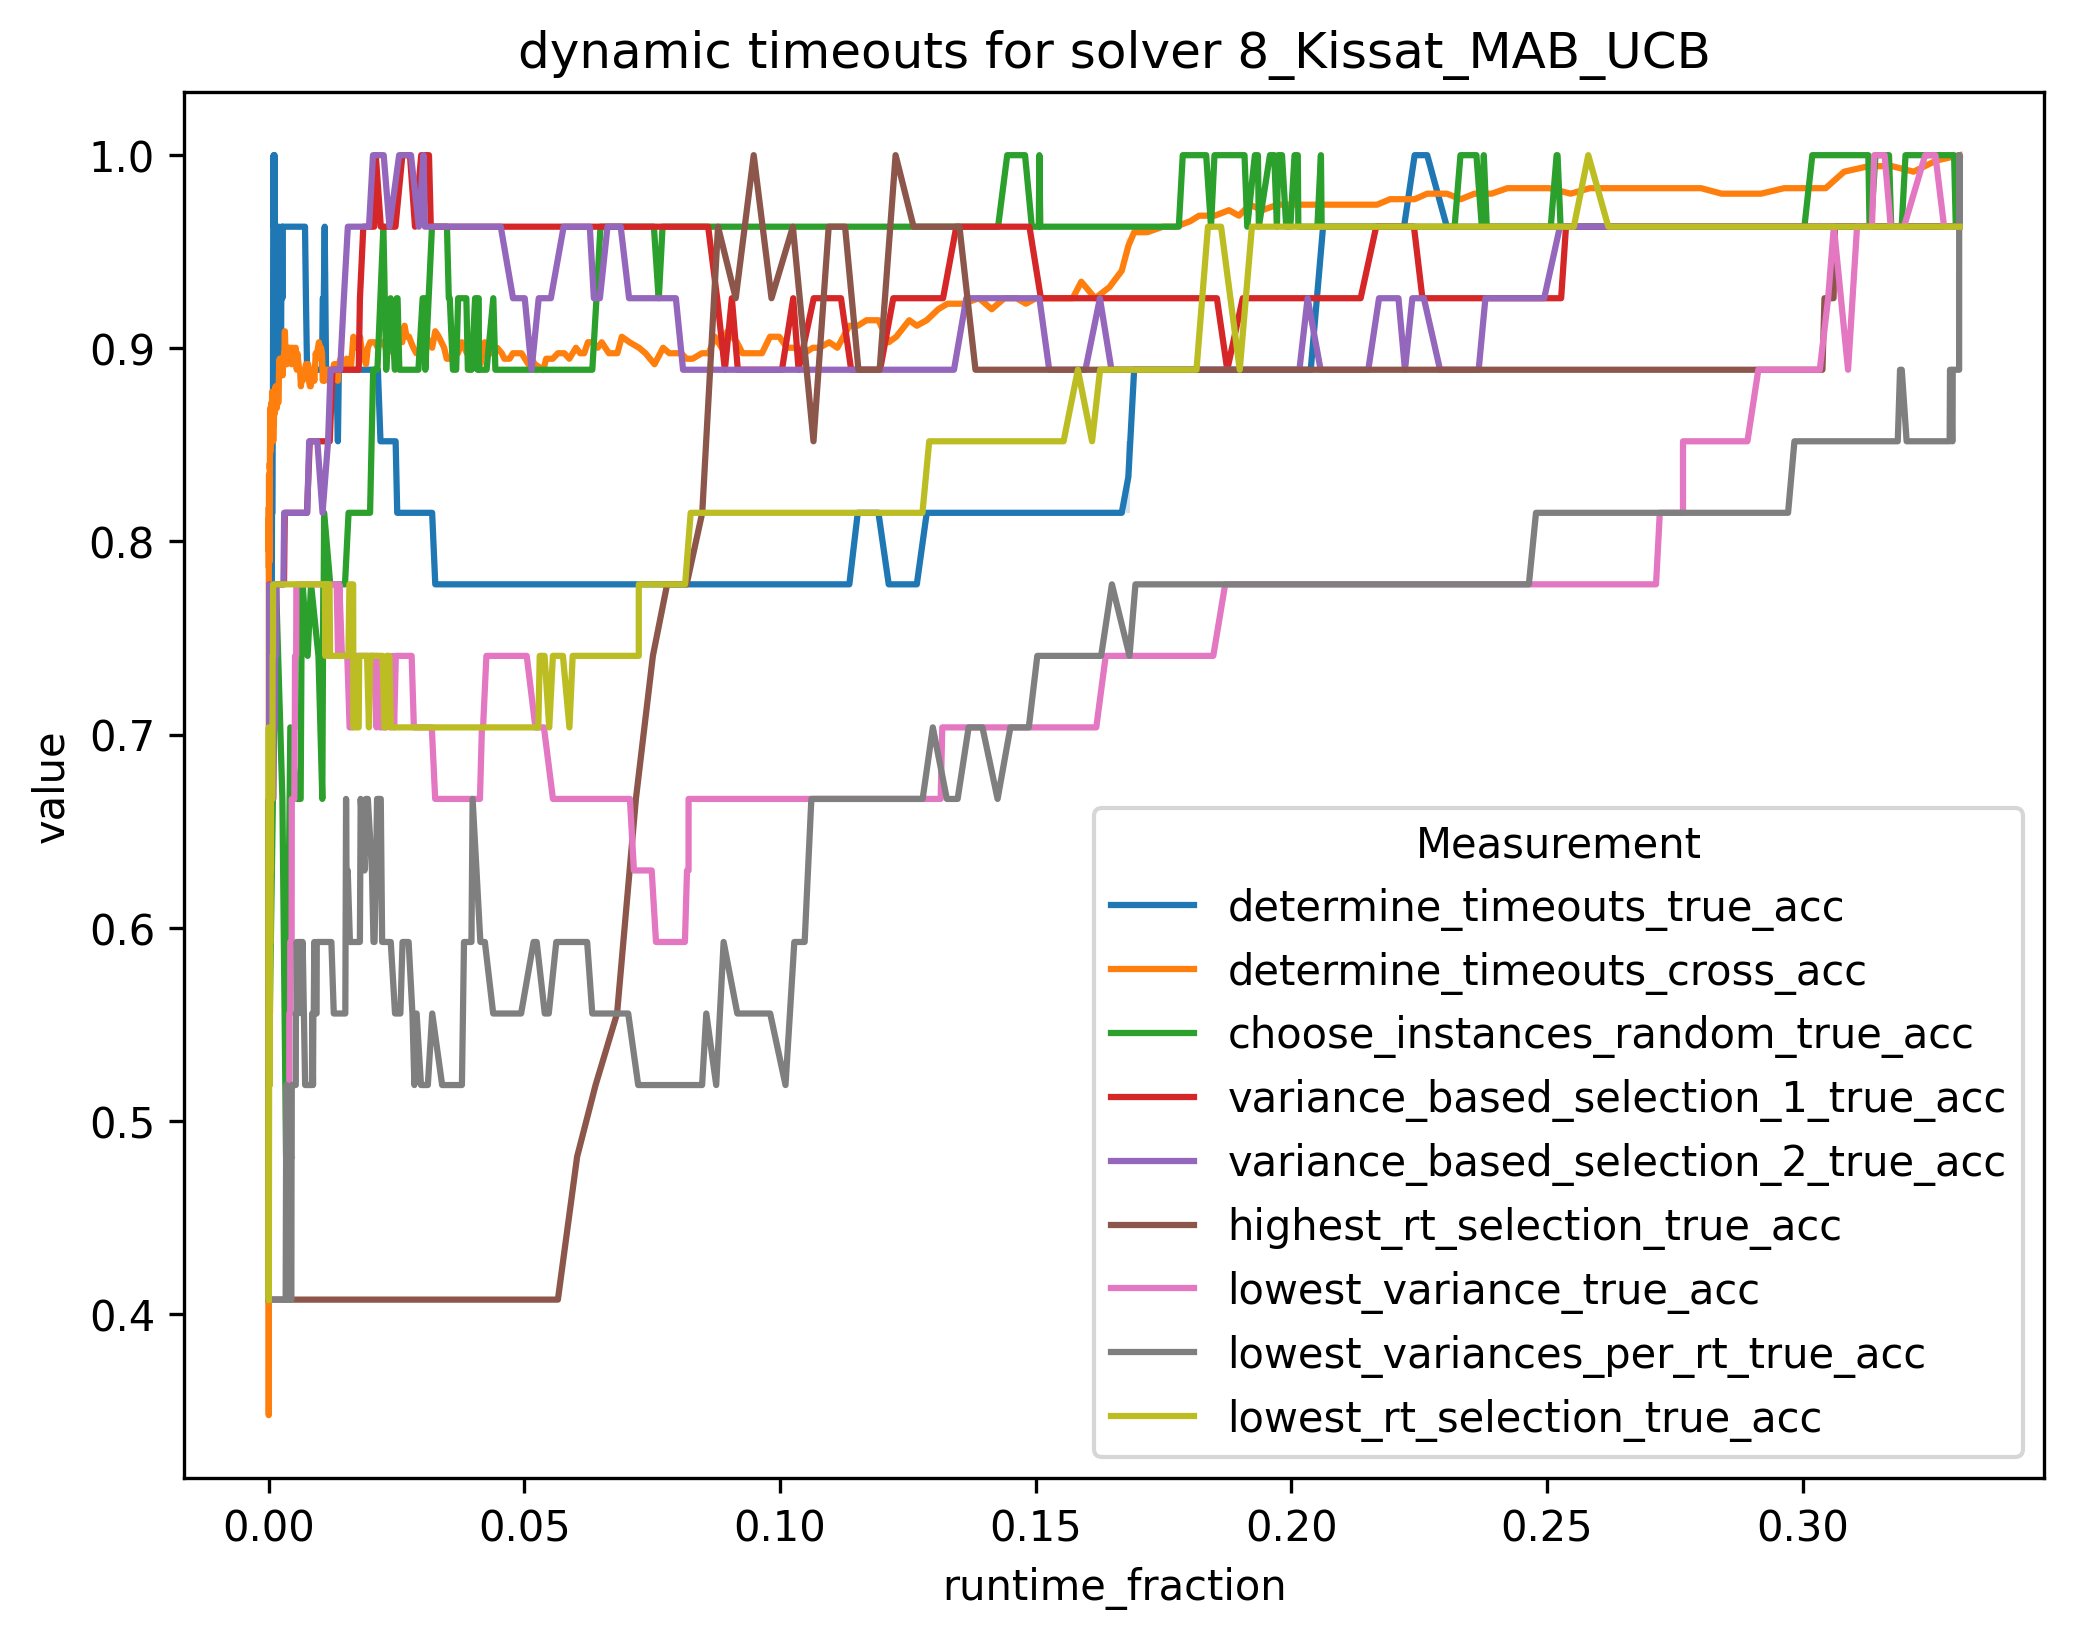 dynamic timeouts for solver 8_Kissat_MAB_UCB
1.0
0.9
0.8
0.7
0.6
0.5
0.4
value
Measurement
determine_timeouts_true_acc
determine_timeouts_cross_acc
choose_instances_random_true_acc
variance_based_selection_1_true_acc
variance_based_selection_2_true_acc
highest_rt_selection_true_acc
lowest_variance_true_acc
lowest_variances_per_rt_true_acc
lowest_rt_selection_true_acc
0.00 0.05 0.10 0.15 0.20 0.25 0.30
runtime_fraction